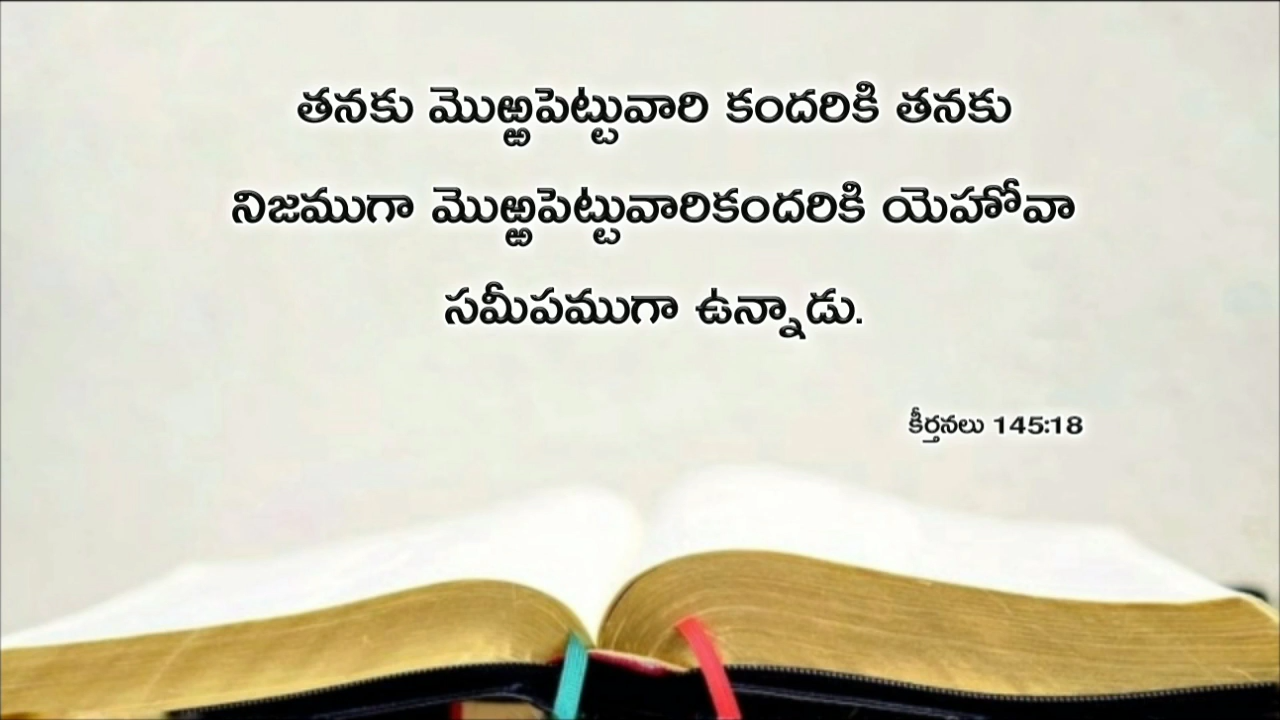 తనకు మొఱ్ఱపెట్టువారి కందరికి తనకు
నిజముగా మొఱ్ఱపెట్టువారికందరికి యెహోవా
సమీపముగా ఉన్నాడు.
కీర్తనలు 145:18